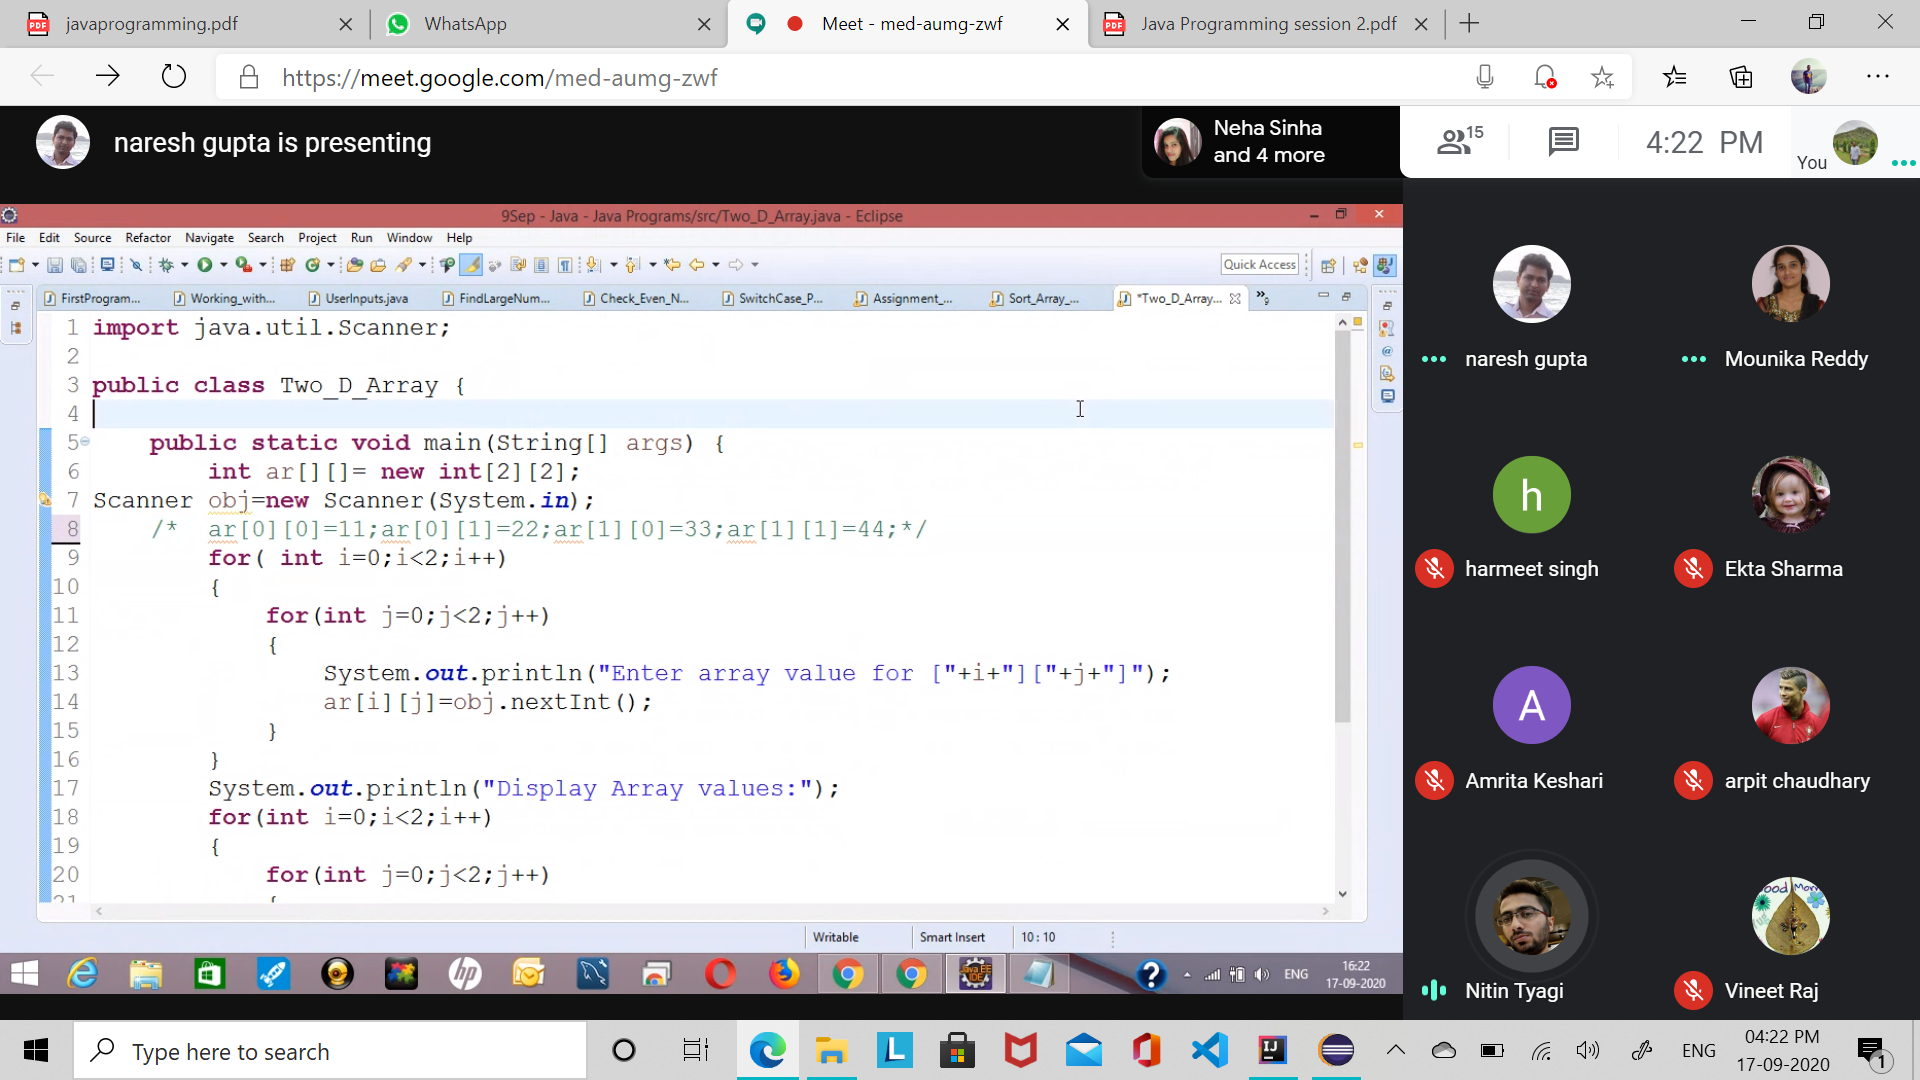 javaprogramming.pdf
WhatsApp
Meet - med-aumg-zwf
Java Programming session 2.pdf
https://meet.google.com/med-aumg-zwf
naresh gupta is presenting
Neha Sinha
and 4 more
15
4:22 PM
You
9Sep - Java - Java Programs/src/Two_D_Array.java - Eclipse
File Edit Source Refactor Navigate Search Project Run Window Help
Quick Access
FirstProgram... Working_with... UserInputs.java FindLargeNum... Check_Even_N... SwitchCase_P... Assignment_... Sort_Array_... *Two_D_Array... »9
1 import java.util.Scanner;
2
3 public class Two_D_Array {
4
5 public static void main(String[] args) {
6 int ar[][]= new int[2][2];
7 Scanner obj=new Scanner(System.in);
8 /* ar[0][0]=11;ar[0][1]=22;ar[1][0]=33;ar[1][1]=44;*/
9 for( int i=0;i<2;i++)
10 {
11 for(int j=0;j<2;j++)
12 {
13 System.out.println("Enter array value for ["+i+"]["+j+"]");
14 ar[i][j]=obj.nextInt();
15 }
16 }
17 System.out.println("Display Array values:");
18 for(int i=0;i<2;i++)
19 {
20 for(int j=0;j<2;j++)
21 {
Writable Smart Insert 10 : 10
ENG
16:22
17-09-2020
naresh gupta
Mounika Reddy
h
harmeet singh
Ekta Sharma
A
Amrita Keshari
arpit chaudhary
Nitin Tyagi
Vineet Raj
Type here to search
ENG
04:22 PM
17-09-2020
1